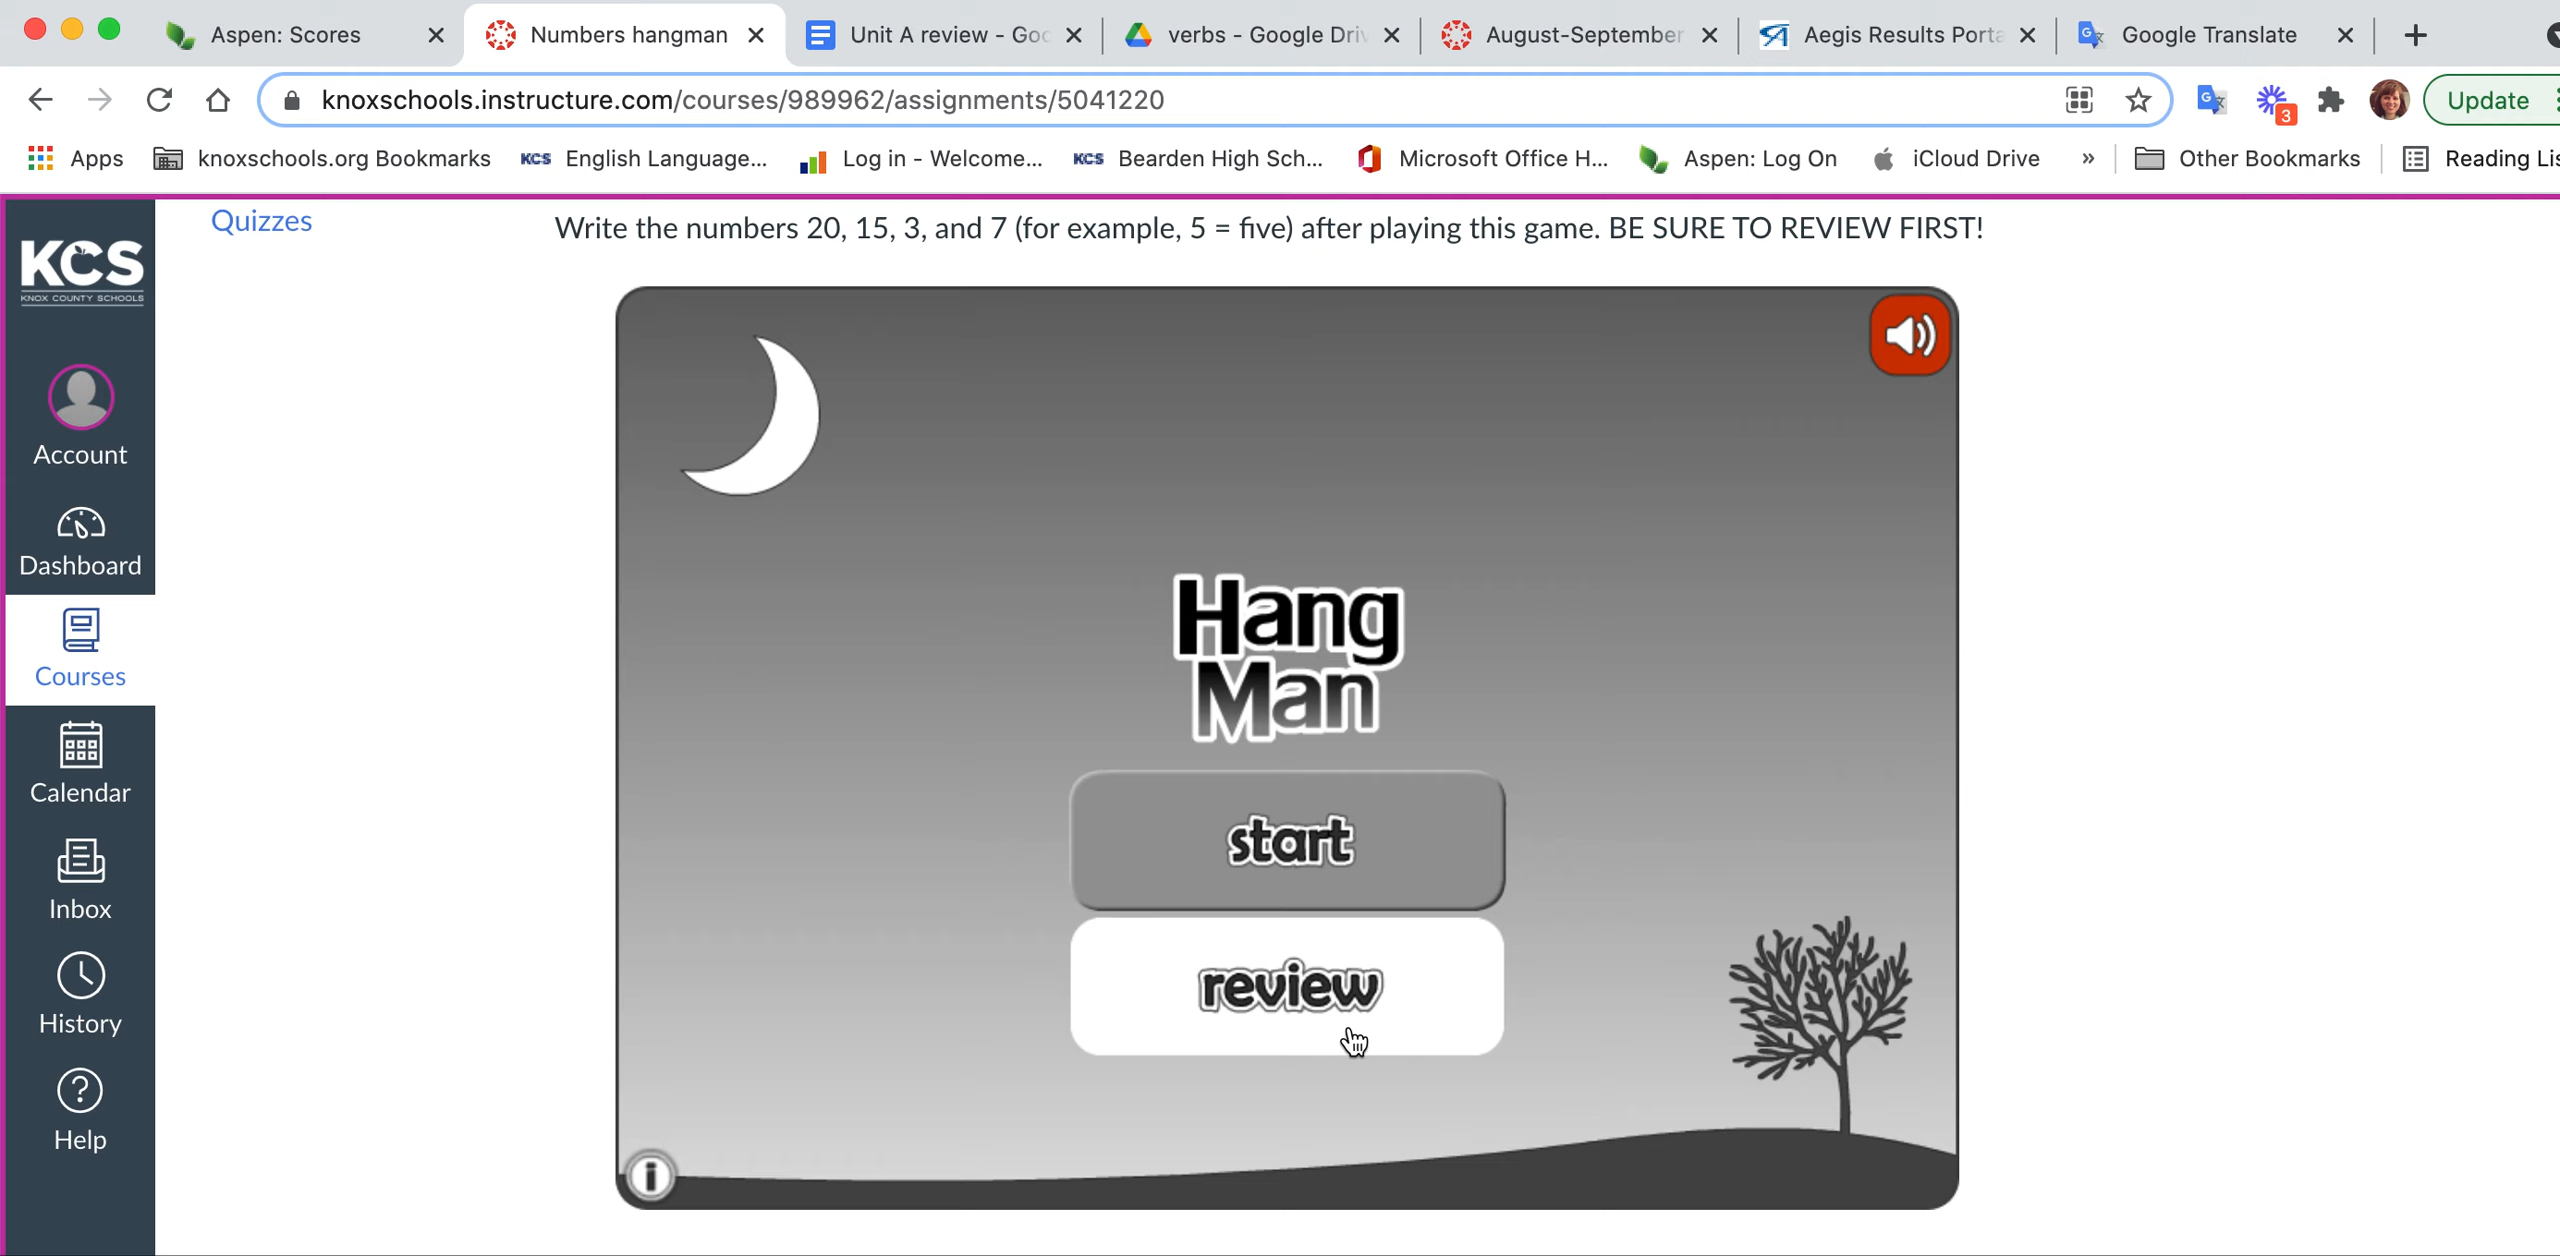 Aspen: Scores
Numbers hangman
Unit A review - Goo
verbs - Google Driv
August-September
Aegis Results Porta
Google Translate
knoxschools.instructure.com/courses/989962/assignments/5041220
3
Update
Apps
knoxschools.org Bookmarks
KCS English Language...
Log in - Welcome...
KCS Bearden High Sch...
Microsoft Office H...
Aspen: Log On
iCloud Drive
»
Other Bookmarks
Reading Lis
KCS
KNOX COUNTY SCHOOLS
Account
Dashboard
Courses
Calendar
Inbox
History
Help
Quizzes
Write the numbers 20, 15, 3, and 7 (for example, 5 = five) after playing this game. BE SURE TO REVIEW FIRST!
Hang
Man
start
review
i